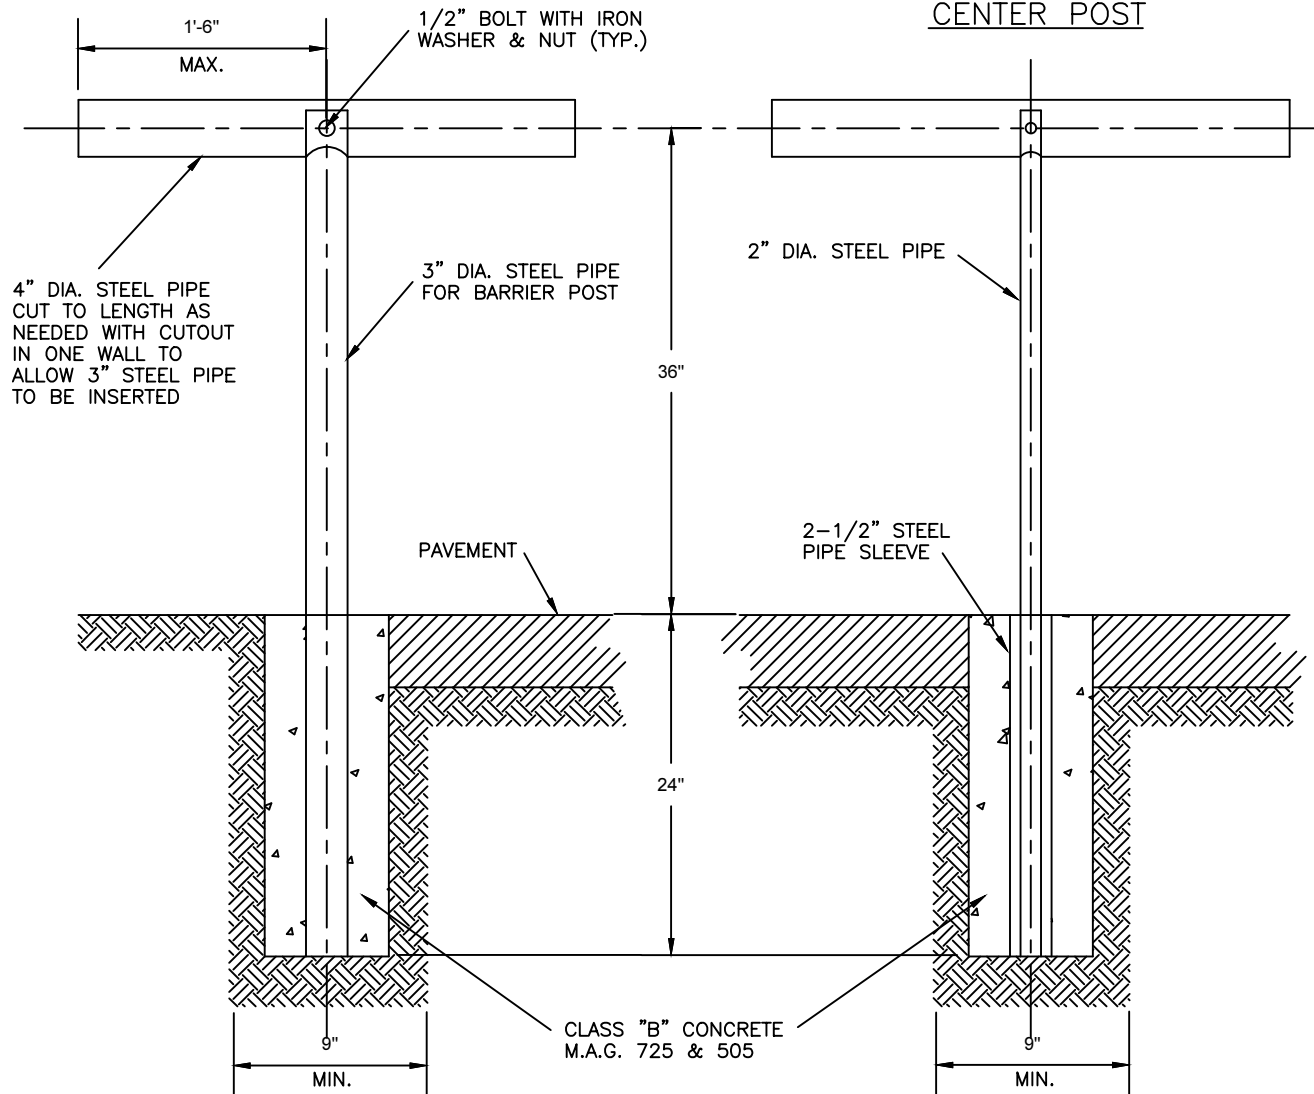 CENTER POST
1/2" BOLT WITH IRON
WASHER & NUT (TYP.)
1'-6"
MAX.
4" DIA. STEEL PIPE
CUT TO LENGTH AS
NEEDED WITH CUTOUT
IN ONE WALL TO
ALLOW 3" STEEL PIPE
TO BE INSERTED
3" DIA. STEEL PIPE
FOR BARRIER POST
2" DIA. STEEL PIPE
36"
PAVEMENT
2-1/2" STEEL
PIPE SLEEVE
24"
CLASS "B" CONCRETE
M.A.G. 725 & 505
9"
MIN.
9"
MIN.